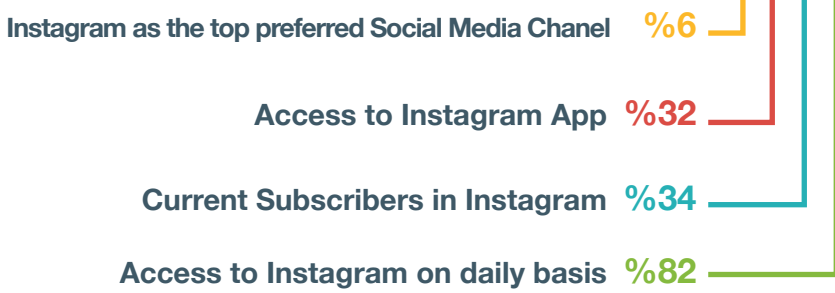 Instagram as the top preferred Social Media Chanel %6
Access to Instagram App %32
Current Subscribers in Instagram %34
Access to Instagram on daily basis %82